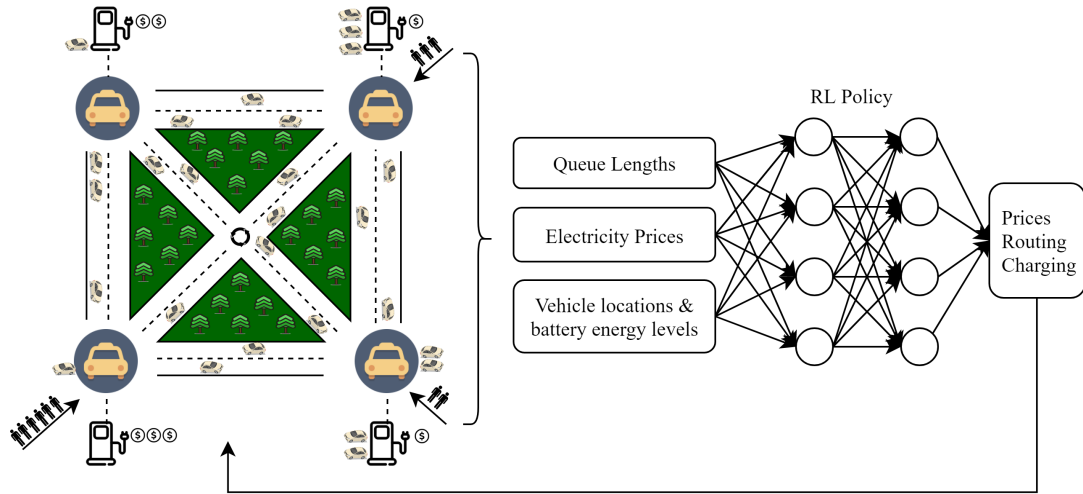 $ $
$
RL Policy
Queue Lengths
Electricity Prices
Vehicle locations &
battery energy levels
Prices
Routing
Charging
$ $ $
$